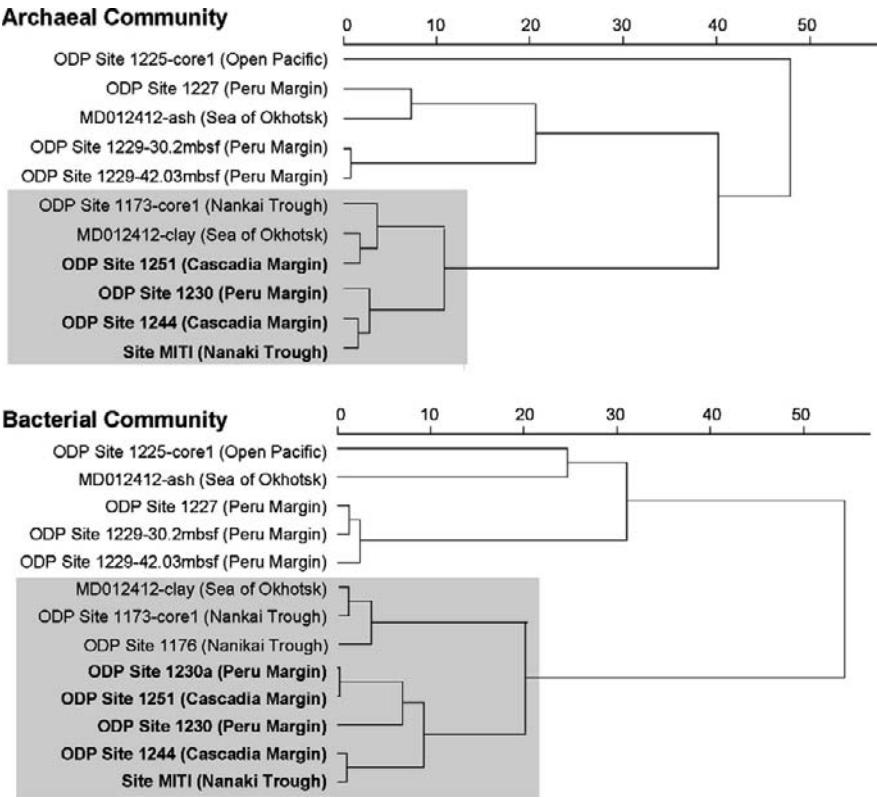 Archaeal Community
0 10 20 30 40 50
ODP Site 1225-core1 (Open Pacific)
ODP Site 1227 (Peru Margin)
MD012412-ash (Sea of Okhotsk)
ODP Site 1229-30.2mbsf (Peru Margin)
ODP Site 1229-42.03mbsf (Peru Margin)
ODP Site 1173-core1 (Nankai Trough)
MD012412-clay (Sea of Okhotsk)
ODP Site 1251 (Cascadia Margin)
ODP Site 1230 (Peru Margin)
ODP Site 1244 (Cascadia Margin)
Site MITI (Nanaki Trough)
Bacterial Community
0 10 20 30 40 50
ODP Site 1225-core1 (Open Pacific)
MD012412-ash (Sea of Okhotsk)
ODP Site 1227 (Peru Margin)
ODP Site 1229-30.2mbsf (Peru Margin)
ODP Site 1229-42.03mbsf (Peru Margin)
MD012412-clay (Sea of Okhotsk)
ODP Site 1173-core1 (Nankai Trough)
ODP Site 1176 (Nanikai Trough)
ODP Site 1230a (Peru Margin)
ODP Site 1251 (Cascadia Margin)
ODP Site 1230 (Peru Margin)
ODP Site 1244 (Cascadia Margin)
Site MITI (Nanaki Trough)